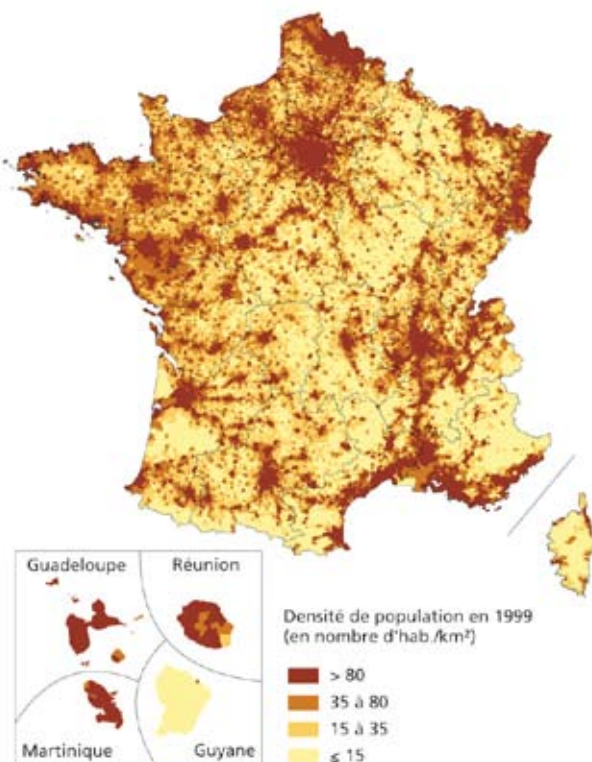 Guadeloupe
Réunion
Martinique
Guyane
Densité de population en 1999
(en nombre d'hab./km²)
> 80
35 à 80
15 à 35
≤ 15